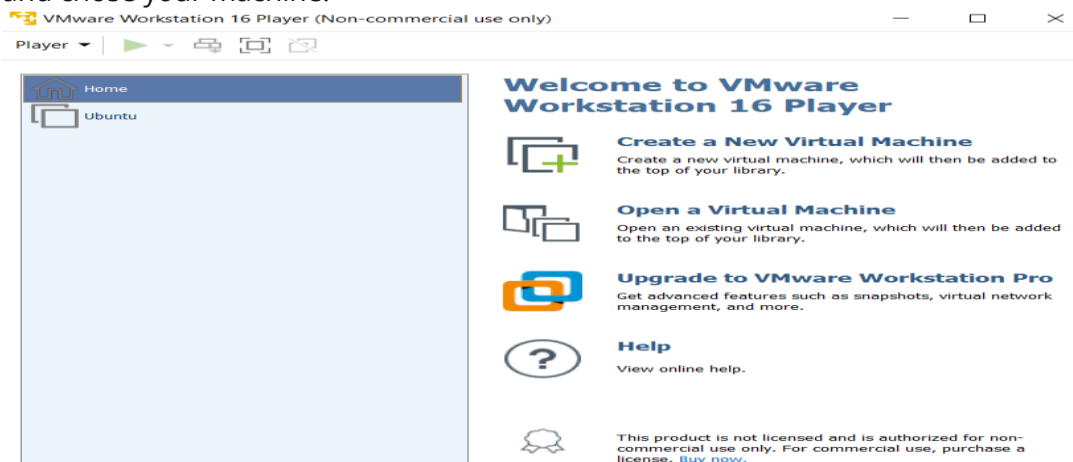 and chose your machine.
VMware Workstation 16 Player (Non-commercial use only)
Player
Home
Ubuntu
Welcome to VMware
Workstation 16 Player
Create a New Virtual Machine
Create a new virtual machine, which will then be added to
the top of your library.
Open a Virtual Machine
Open an existing virtual machine, which will then be added
to the top of your library.
Upgrade to VMware Workstation Pro
Get advanced features such as snapshots, virtual network
management, and more.
?
Help
View online help.
This product is not licensed and is authorized for non-
commercial use only. For commercial use, purchase a
license. Buy now.